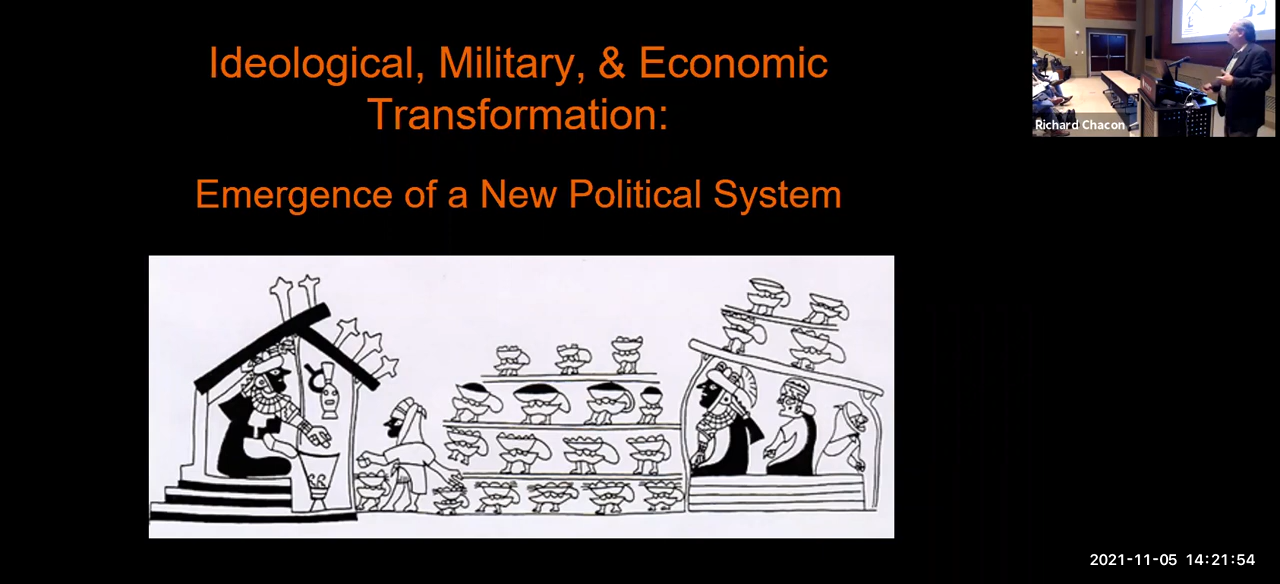 Ideological, Military, & Economic
Transformation:
Emergence of a New Political System
Richard Chacon
2021-11-05 14:21:54